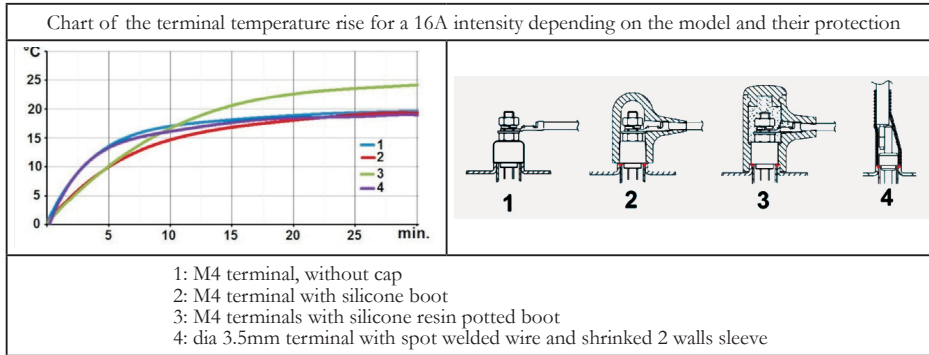 Chart of the terminal temperature rise for a 16A intensity depending on the model and their protection
°C
25
20
15
10
5
0
5
10
15
20
25
min.
1
2
3
4
1
2
3
4
1: M4 terminal, without cap
2: M4 terminal with silicone boot
3: M4 terminals with silicone resin potted boot
4: dia 3.5mm terminal with spot welded wire and shrinked 2 walls sleeve